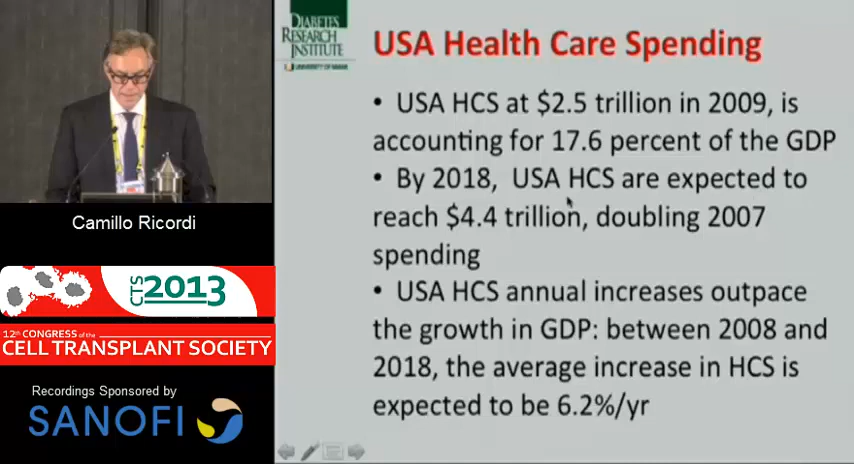 DIABETES
RESEARCH
INSTITUTE
UNIVERSITY OF MIAMI
USA Health Care Spending
• USA HCS at $2.5 trillion in 2009, is
accounting for 17.6 percent of the GDP
• By 2018, USA HCS are expected to
reach $4.4 trillion, doubling 2007
spending
• USA HCS annual increases outpace
the growth in GDP: between 2008 and
2018, the average increase in HCS is
expected to be 6.2%/yr
Camillo Ricordi
CTS
2013
12th CONGRESS of the
CELL TRANSPLANT SOCIETY
Recordings Sponsored by
SANOFI